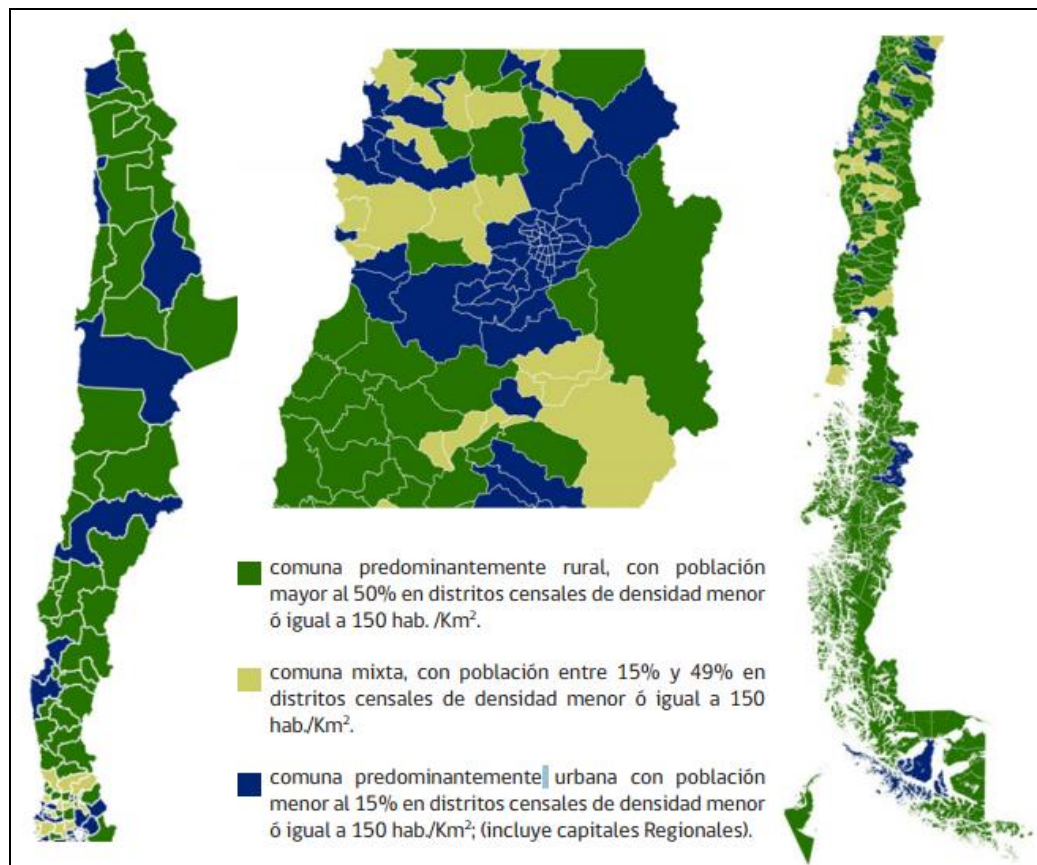 comuna predominantemente rural, con población
mayor al 50% en distritos censales de densidad menor
ó igual a 150 hab. /Km².
comuna mixta, con población entre 15% y 49% en
distritos censales de densidad menor ó igual a 150
hab./Km².
comuna predominantemente urbana con población
menor al 15% en distritos censales de densidad menor
ó igual a 150 hab./Km²; (incluye capitales Regionales).